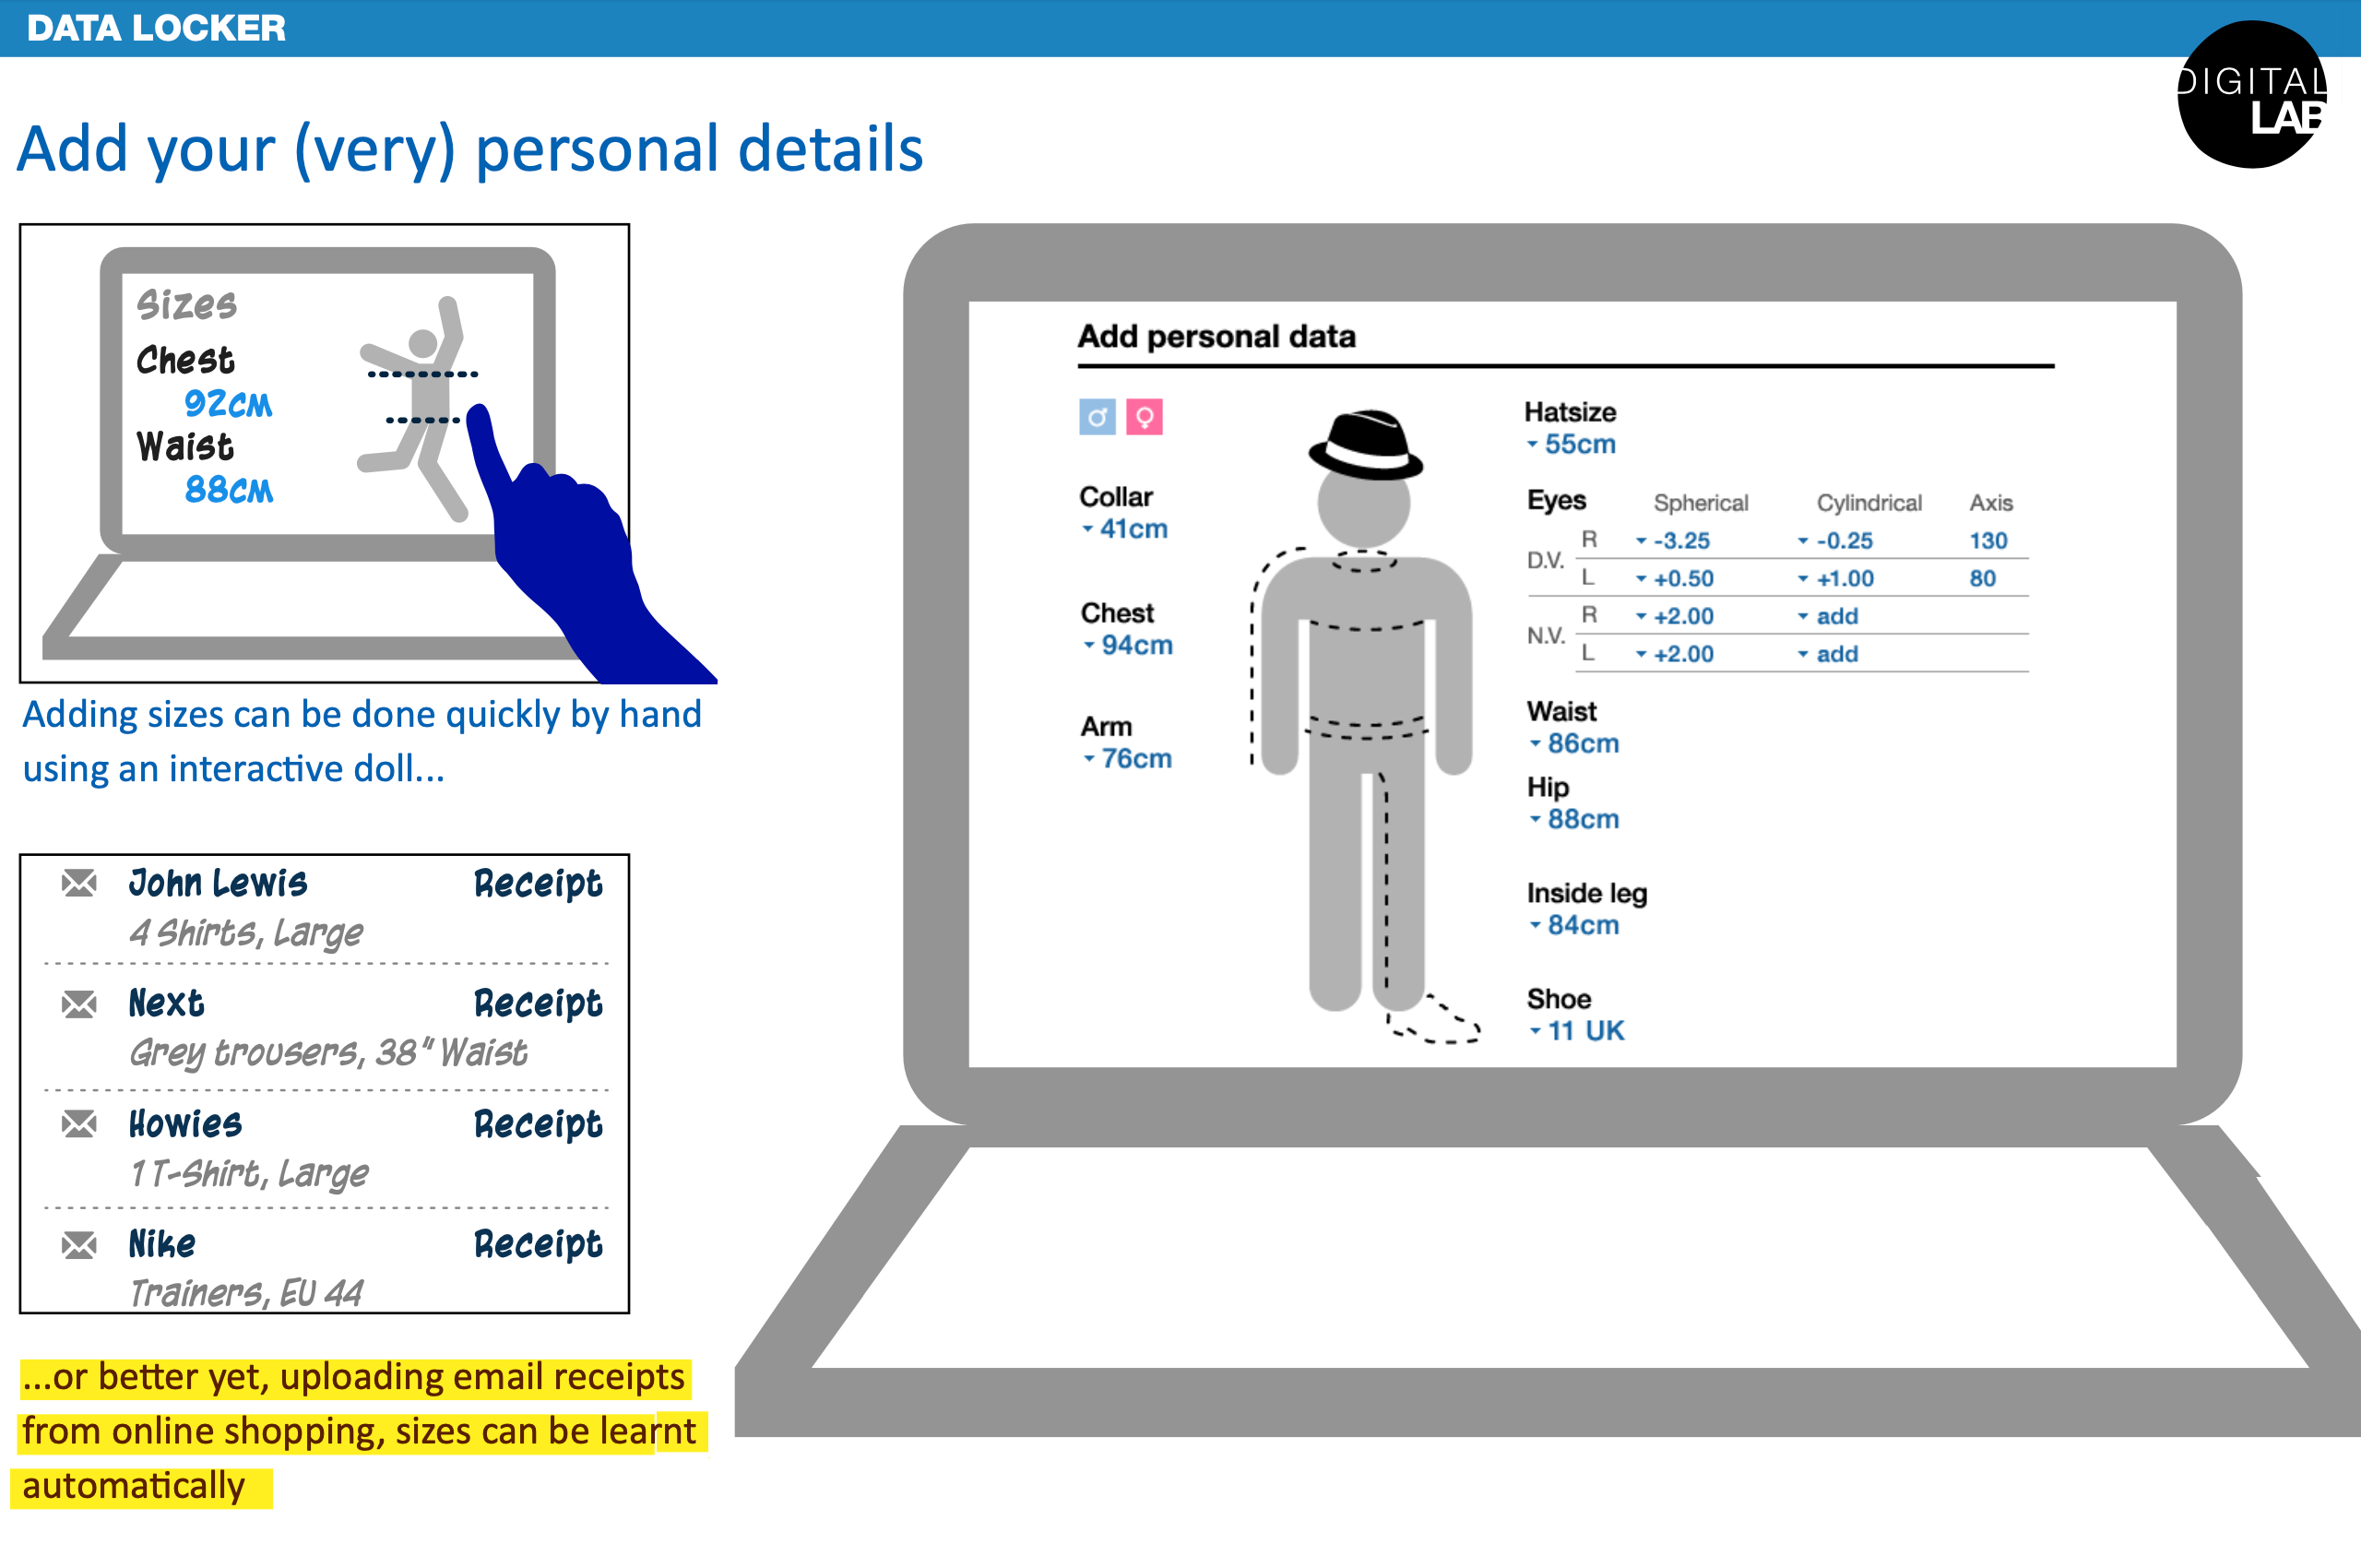 DATA LOCKER
DIGITAL
LAB
Add your (very) personal details
Sizes
Chest
92cm
Waist
88cm
Adding sizes can be done quickly by hand
using an interactive doll...
John Lewis Receipt
4 Shirts, Large
Next Receipt
Grey trousers, 38" Waist
Howies Receipt
1 T-Shirt, Large
Nike Receipt
Trainers, EU 44
...or better yet, uploading email receipts
from online shopping, sizes can be learnt
automatically
Add personal data
♂ ♀
Collar
41cm
Chest
94cm
Arm
76cm
Hatsize
55cm
Eyes Spherical Cylindrical Axis
D.V. R -3.25 -0.25 130
L +0.50 +1.00 80
N.V. R +2.00 add
L +2.00 add
Waist
86cm
Hip
88cm
Inside leg
84cm
Shoe
11 UK